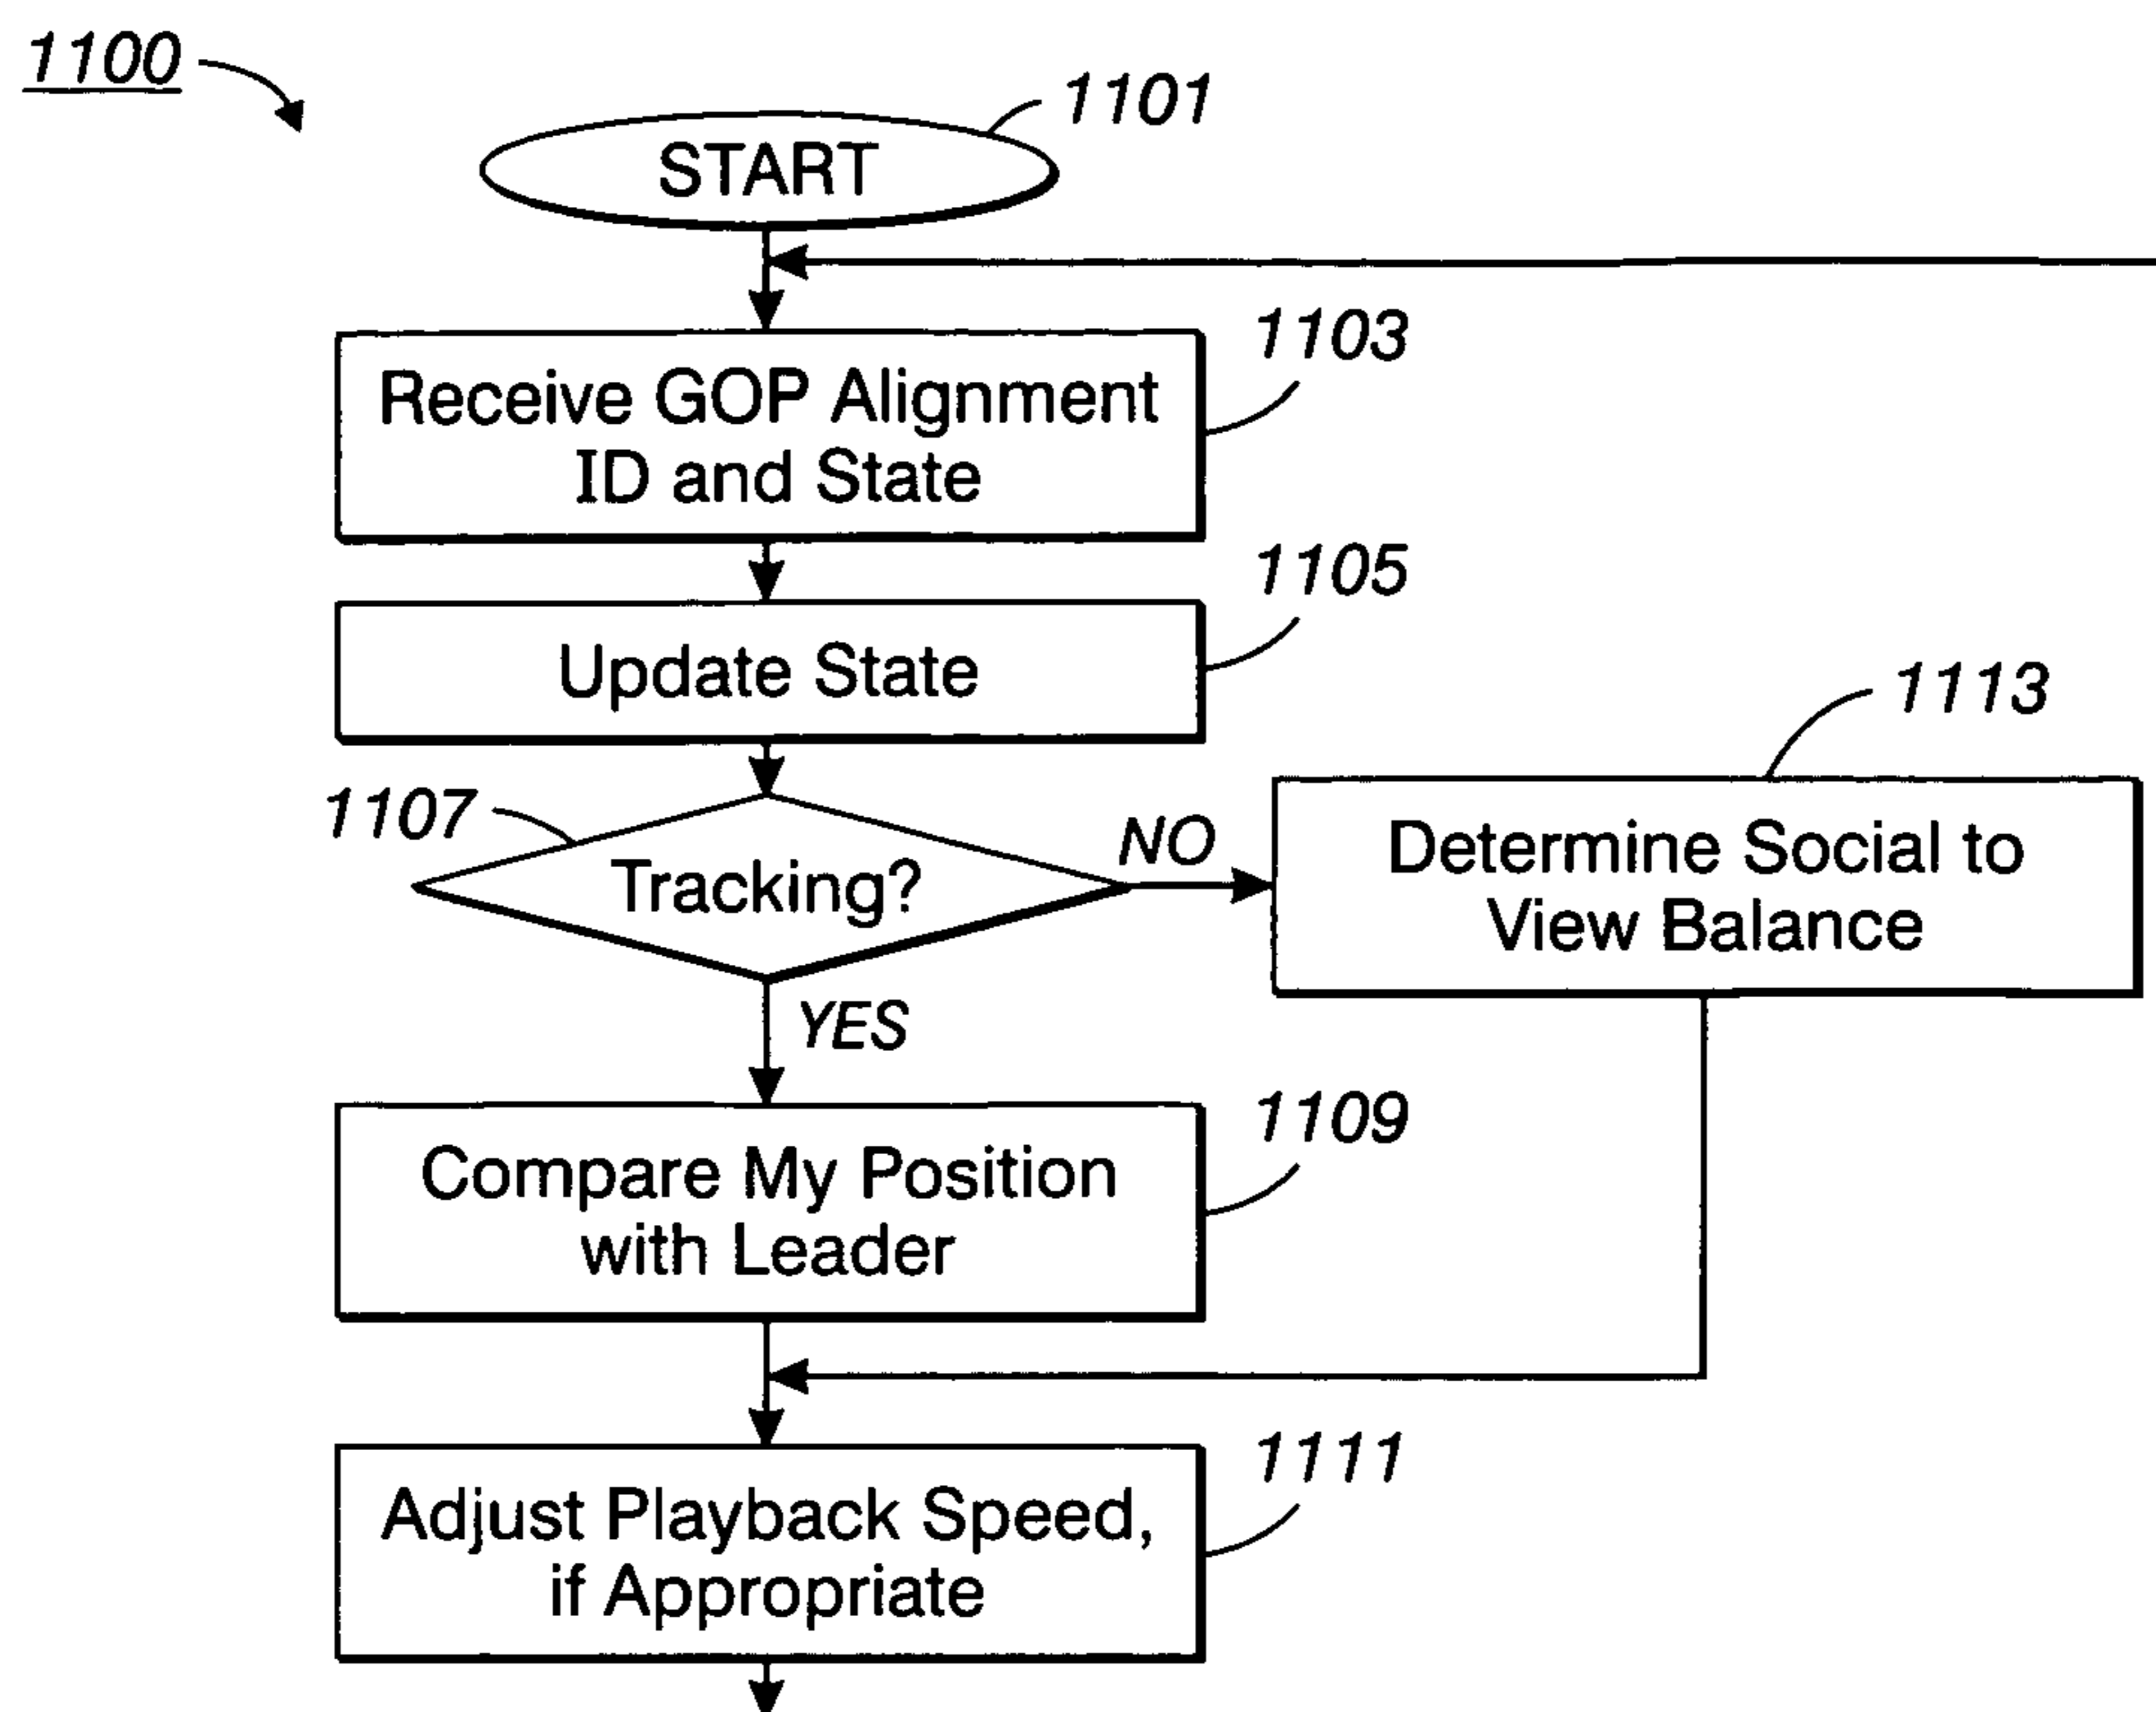 1100
1101
START
1103
Receive GOP Alignment
ID and State
1105
Update State
1113
1107
Tracking?
NO
Determine Social to
View Balance
YES
1109
Compare My Position
with Leader
1111
Adjust Playback Speed,
if Appropriate